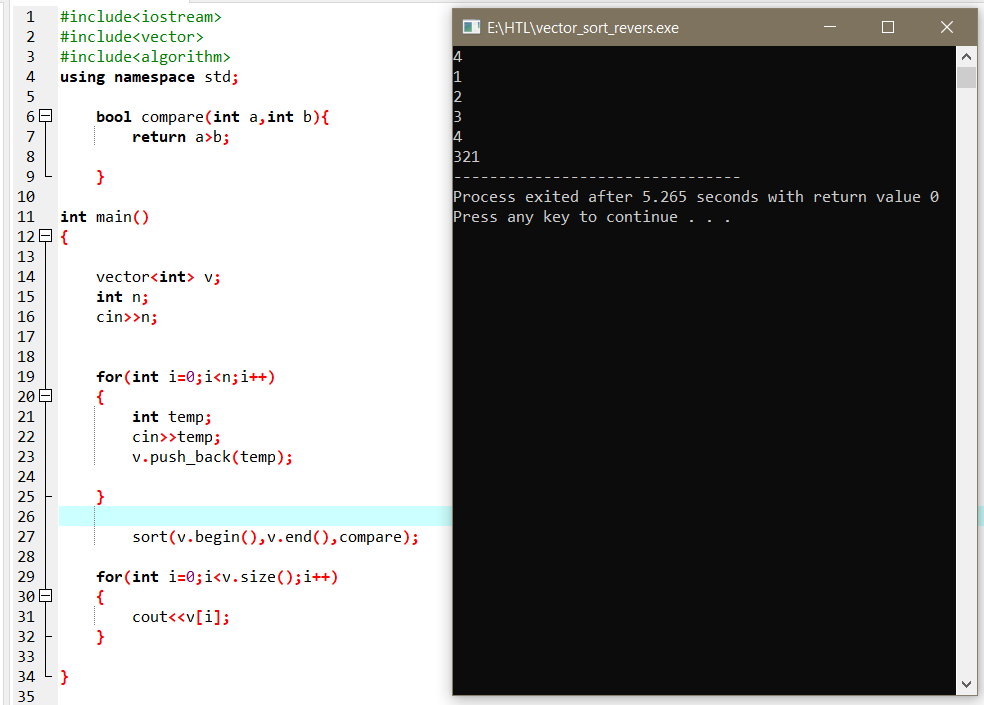 1 #include<iostream>
2 #include<vector>
3 #include<algorithm>
4 using namespace std;
5
6 bool compare(int a,int b){
7 return a>b;
8
9 }
10
11 int main()
12 {
13
14 vector<int> v;
15 int n;
16 cin>>n;
17
18
19 for(int i=0;i<n;i++)
20 {
21 int temp;
22 cin>>temp;
23 v.push_back(temp);
24
25 }
26
27 sort(v.begin(),v.end(),compare);
28
29 for(int i=0;i<v.size();i++)
30 {
31 cout<<v[i];
32 }
33
34 }
35
E:\HTL\vector_sort_revers.exe
4
1
2
3
4
321
--------------------------------
Process exited after 5.265 seconds with return value 0
Press any key to continue . . .